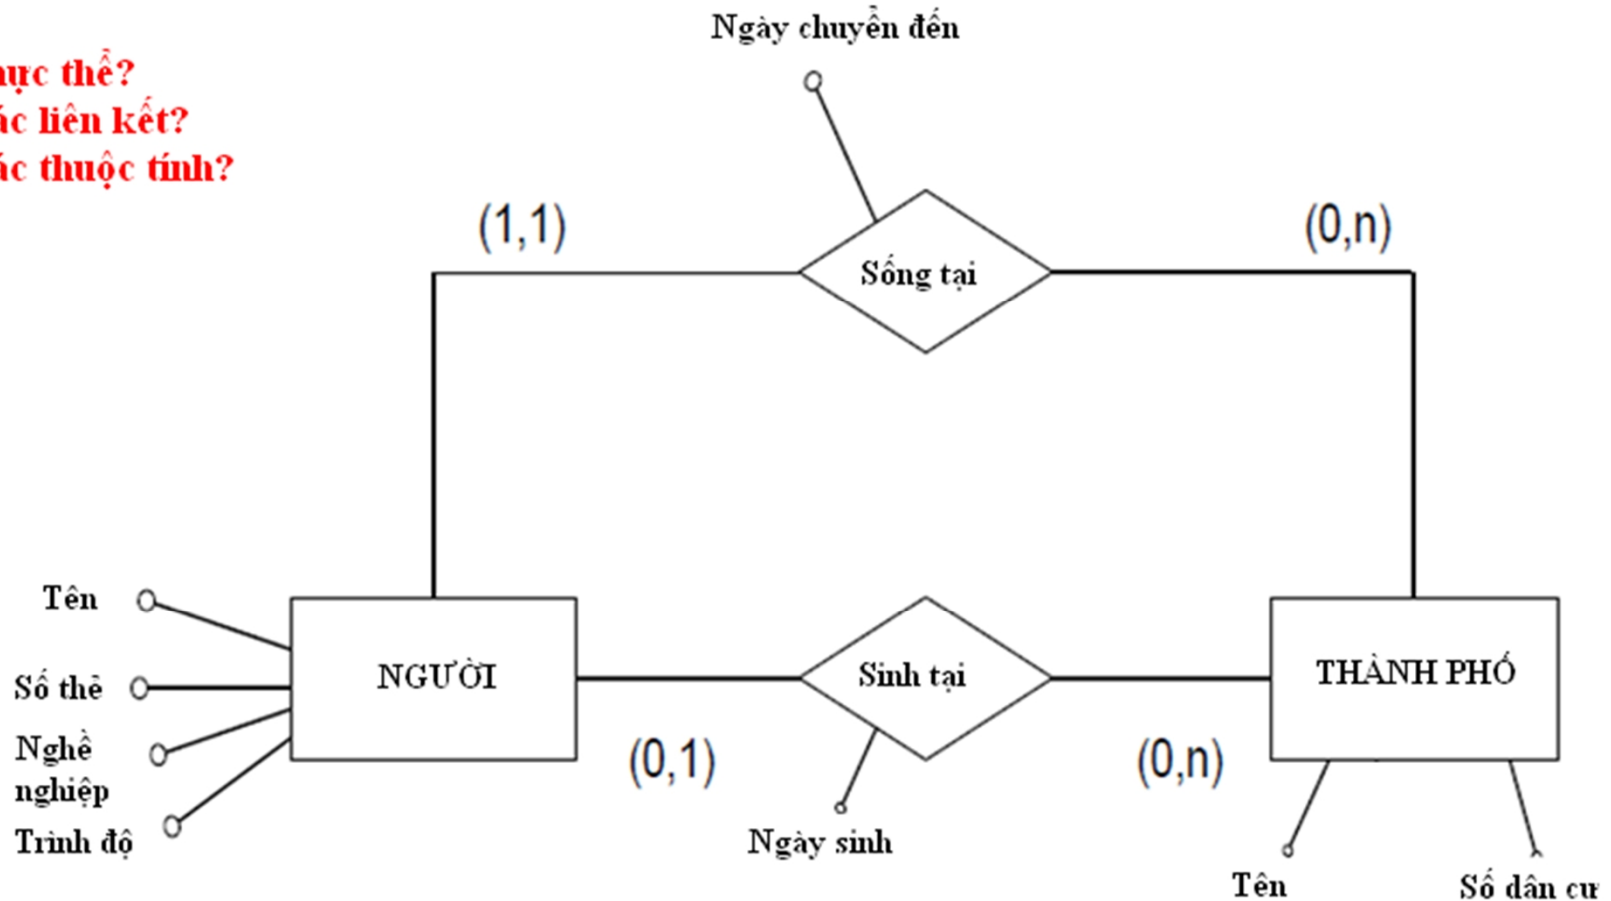 Ngày chuyển đến
hực thể?
ác liên kết?
ác thuộc tính?
(1,1)
(0,n)
Sống tại
Tên
Số thẻ
Nghề
nghiệp
Trình độ
NGƯỜI
Sinh tại
THÀNH PHỐ
(0,1)
(0,n)
Ngày sinh
Tên
Số dân cư